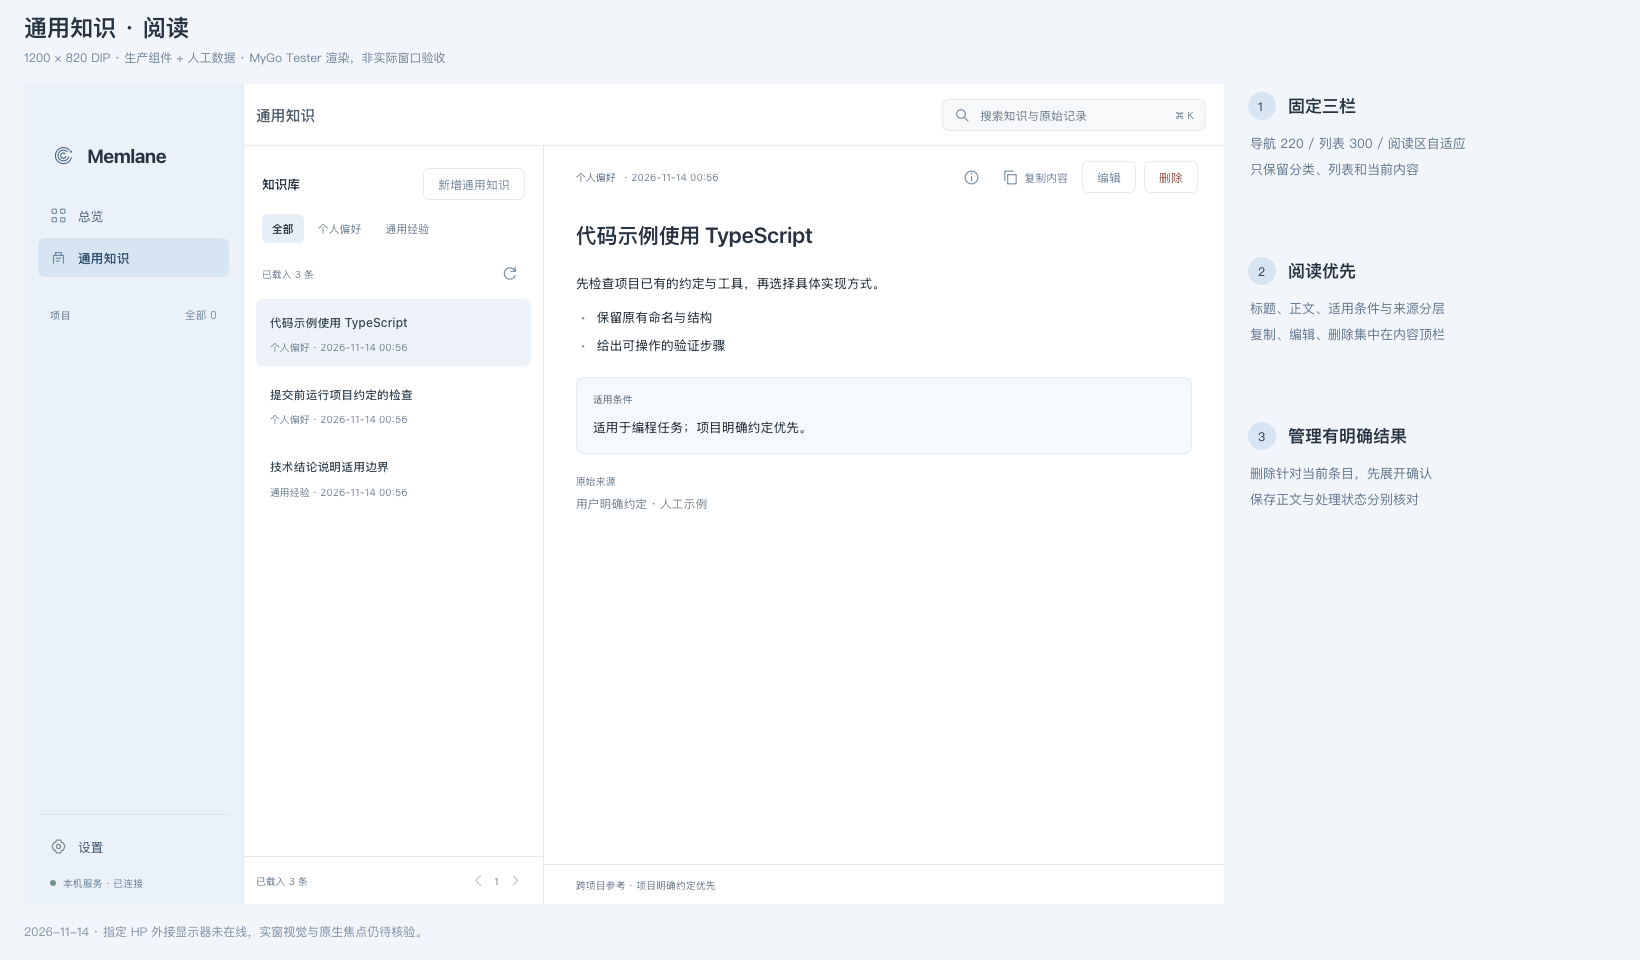 通用知识 · 阅读
1200 × 820 DIP · 生产组件 + 人工数据 · MyGo Tester 渲染，非实际窗口验收
Memlane
总览
通用知识
项目
全部 0
设置
本机服务 · 已连接
通用知识
搜索知识与原始记录
⌘ K
知识库
新增通用知识
全部
个人偏好
通用经验
已载入 3 条
代码示例使用 TypeScript
个人偏好 · 2026-11-14 00:56
提交前运行项目约定的检查
个人偏好 · 2026-11-14 00:56
技术结论说明适用边界
通用经验 · 2026-11-14 00:56
已载入 3 条
1
个人偏好 · 2026-11-14 00:56
复制内容
编辑
删除
代码示例使用 TypeScript
先检查项目已有的约定与工具，再选择具体实现方式。
· 保留原有命名与结构
· 给出可操作的验证步骤
适用条件
适用于编程任务；项目明确约定优先。
原始来源
用户明确约定 · 人工示例
跨项目参考 · 项目明确约定优先
1 固定三栏
导航 220 / 列表 300 / 阅读区自适应
只保留分类、列表和当前内容
2 阅读优先
标题、正文、适用条件与来源分层
复制、编辑、删除集中在内容顶栏
3 管理有明确结果
删除针对当前条目，先展开确认
保存正文与处理状态分别核对
2026-11-14 · 指定 HP 外接显示器未在线，实窗视觉与原生焦点仍待核验。